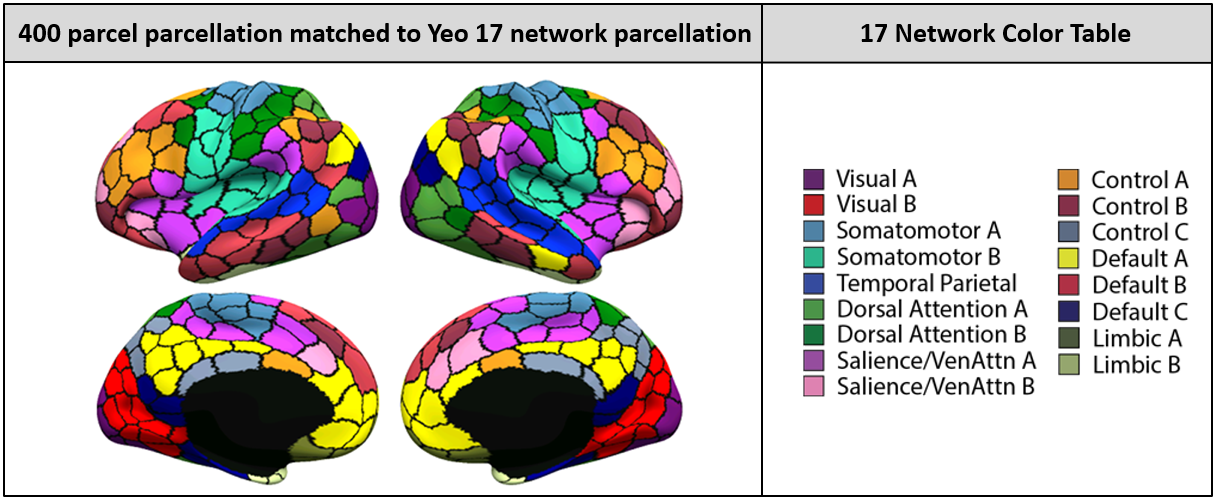 400 parcel parcellation matched to Yeo 17 network parcellation
17 Network Color Table
Visual A
Visual B
Somatomotor A
Somatomotor B
Temporal Parietal
Dorsal Attention A
Dorsal Attention B
Salience/VenAttn A
Salience/VenAttn B
Control A
Control B
Control C
Default A
Default B
Default C
Limbic A
Limbic B